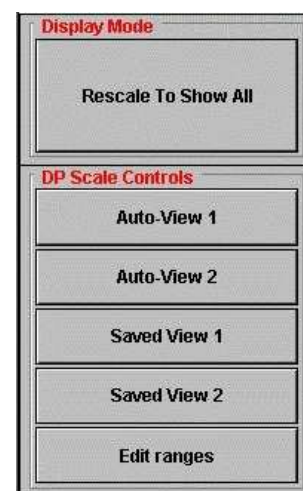 Display Mode
Rescale To Show All
DP Scale Controls
Auto-View 1
Auto-View 2
Saved View 1
Saved View 2
Edit ranges